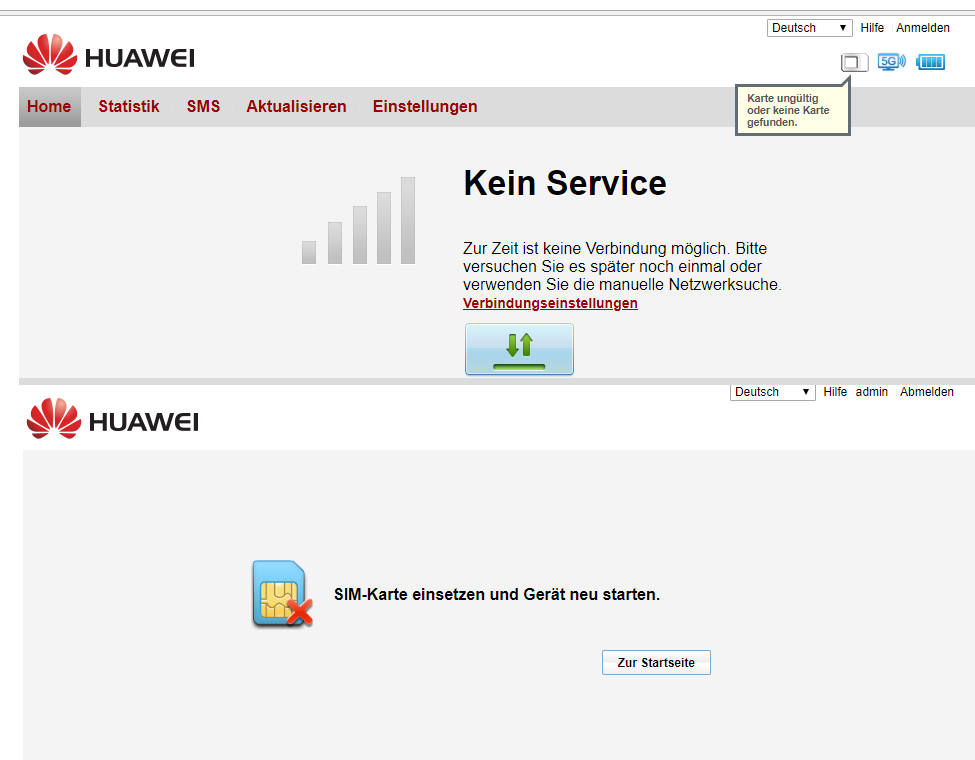 Deutsch Hilfe Anmelden
HUAWEI
5G
Home Statistik SMS Aktualisieren Einstellungen
Karte ungültig
oder keine Karte
gefunden.
Kein Service
Zur Zeit ist keine Verbindung möglich. Bitte
versuchen Sie es später noch einmal oder
verwenden Sie die manuelle Netzwerksuche.
Verbindungseinstellungen
Deutsch Hilfe admin Abmelden
HUAWEI
SIM-Karte einsetzen und Gerät neu starten.
Zur Startseite